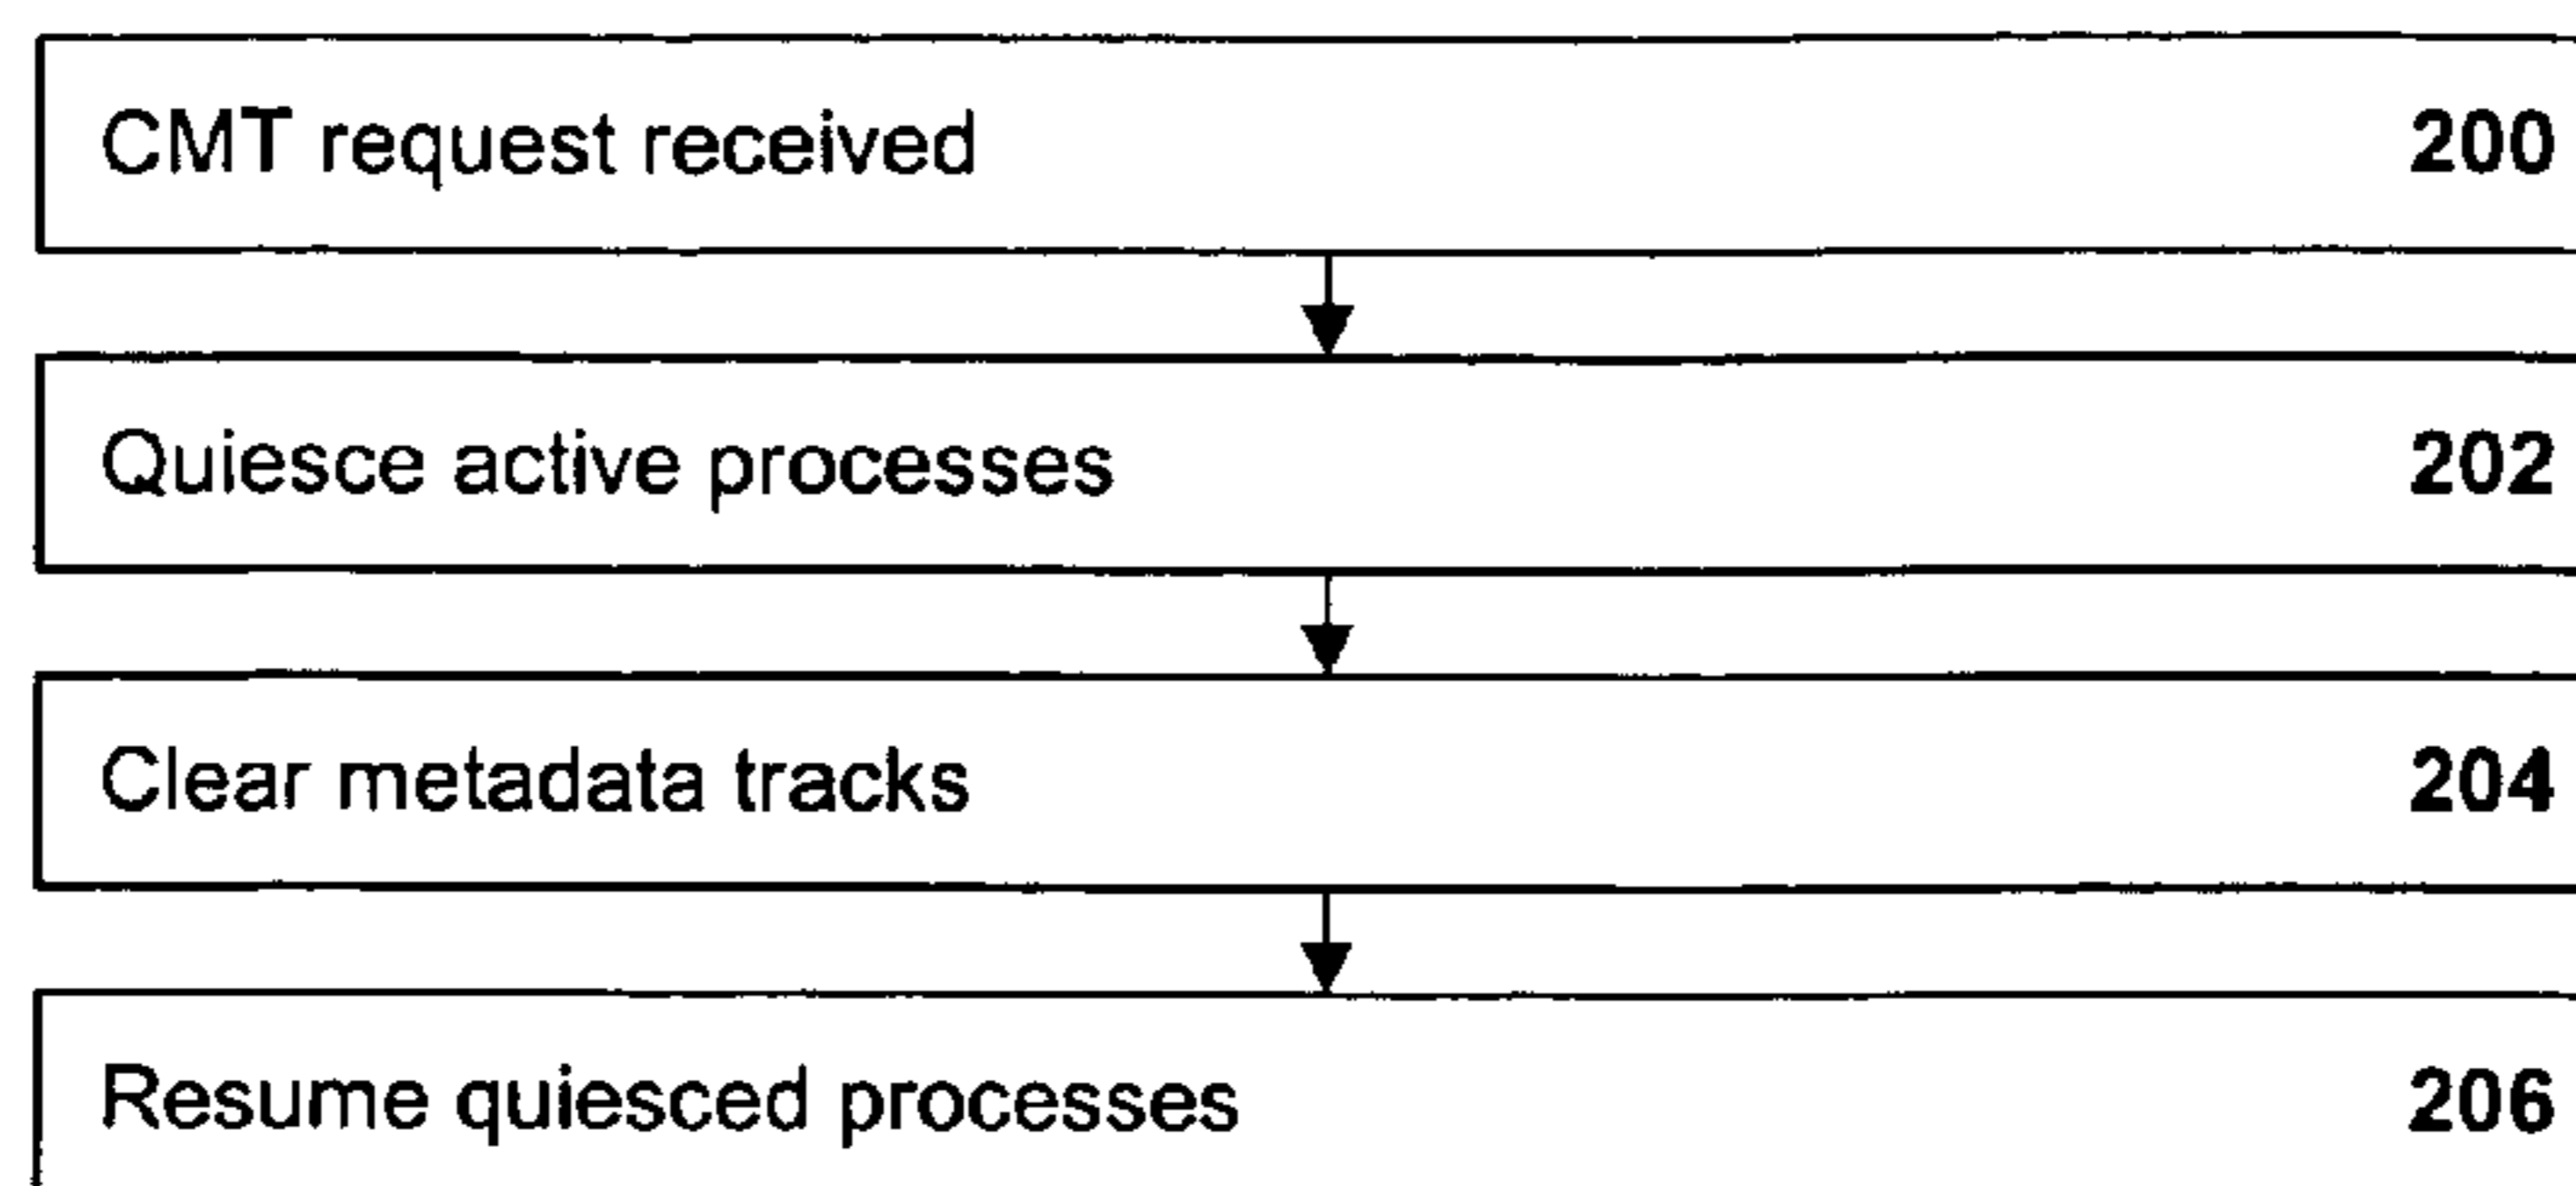 CMT request received 200
Quiesce active processes 202
Clear metadata tracks 204
Resume quiesced processes 206